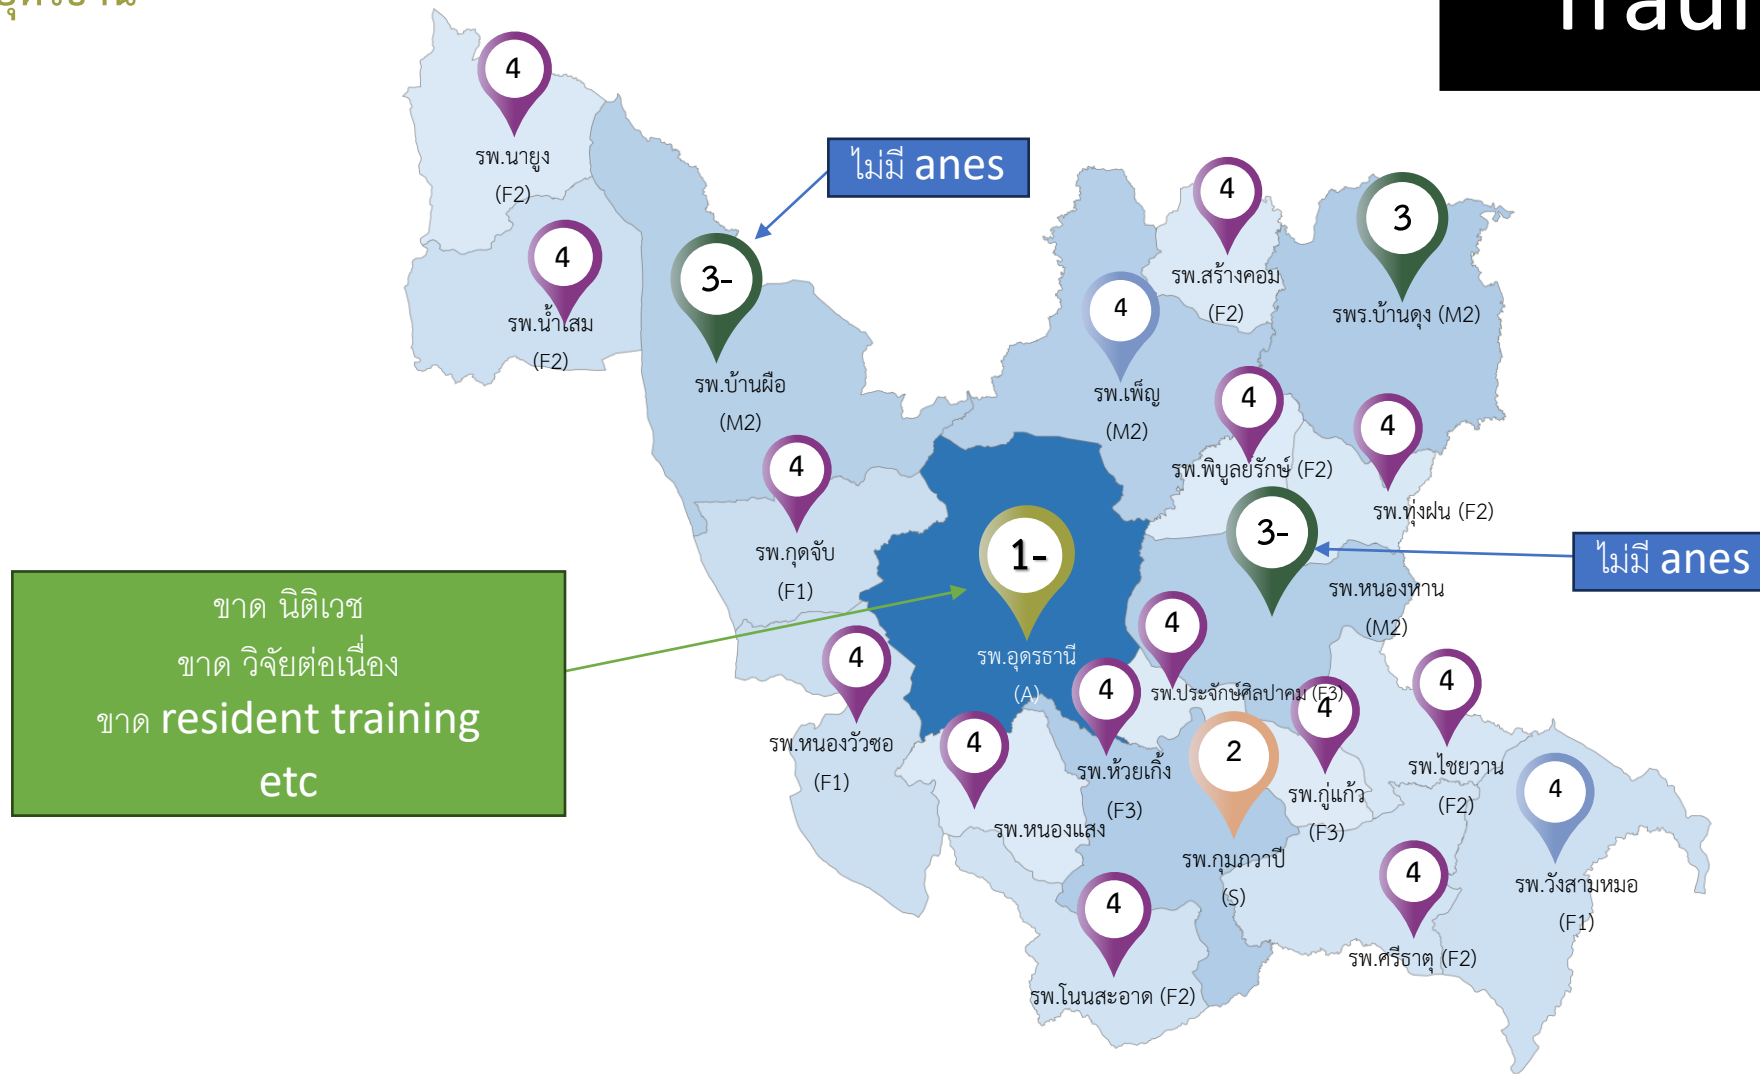 4
รพ.นายูง
(F2)
4
รพ.น้ำโสม
(F2)
ไม่มี anes
3-
รพ.บ้านผือ
(M2)
4
รพ.สร้างคอม
(F2)
3
รพร.บ้านดุง (M2)
4
รพ.เพ็ญ
(M2)
4
รพ.พิบูลย์รักษ์ (F2)
4
รพ.ทุ่งฝน (F2)
4
รพ.กุดจับ
(F1)
1-
รพ.อุดรธานี
(A)
3-
รพ.หนองหาน
(M2)
ไม่มี anes
ขาด นิติเวช
ขาด วิจัยต่อเนื่อง
ขาด resident training
etc
4
รพ.หนองวัวซอ
(F1)
4
รพ.หนองแสง
4
รพ.ห้วยเกิ้ง
(F3)
4
รพ.ประจักษ์ศิลปาคม (F3)
2
รพ.กุมภวาปี
(S)
4
รพ.กู่แก้ว
(F3)
4
รพ.ไชยวาน
(F2)
4
รพ.วังสามหมอ
(F1)
4
รพ.ศรีธาตุ (F2)
4
รพ.โนนสะอาด (F2)